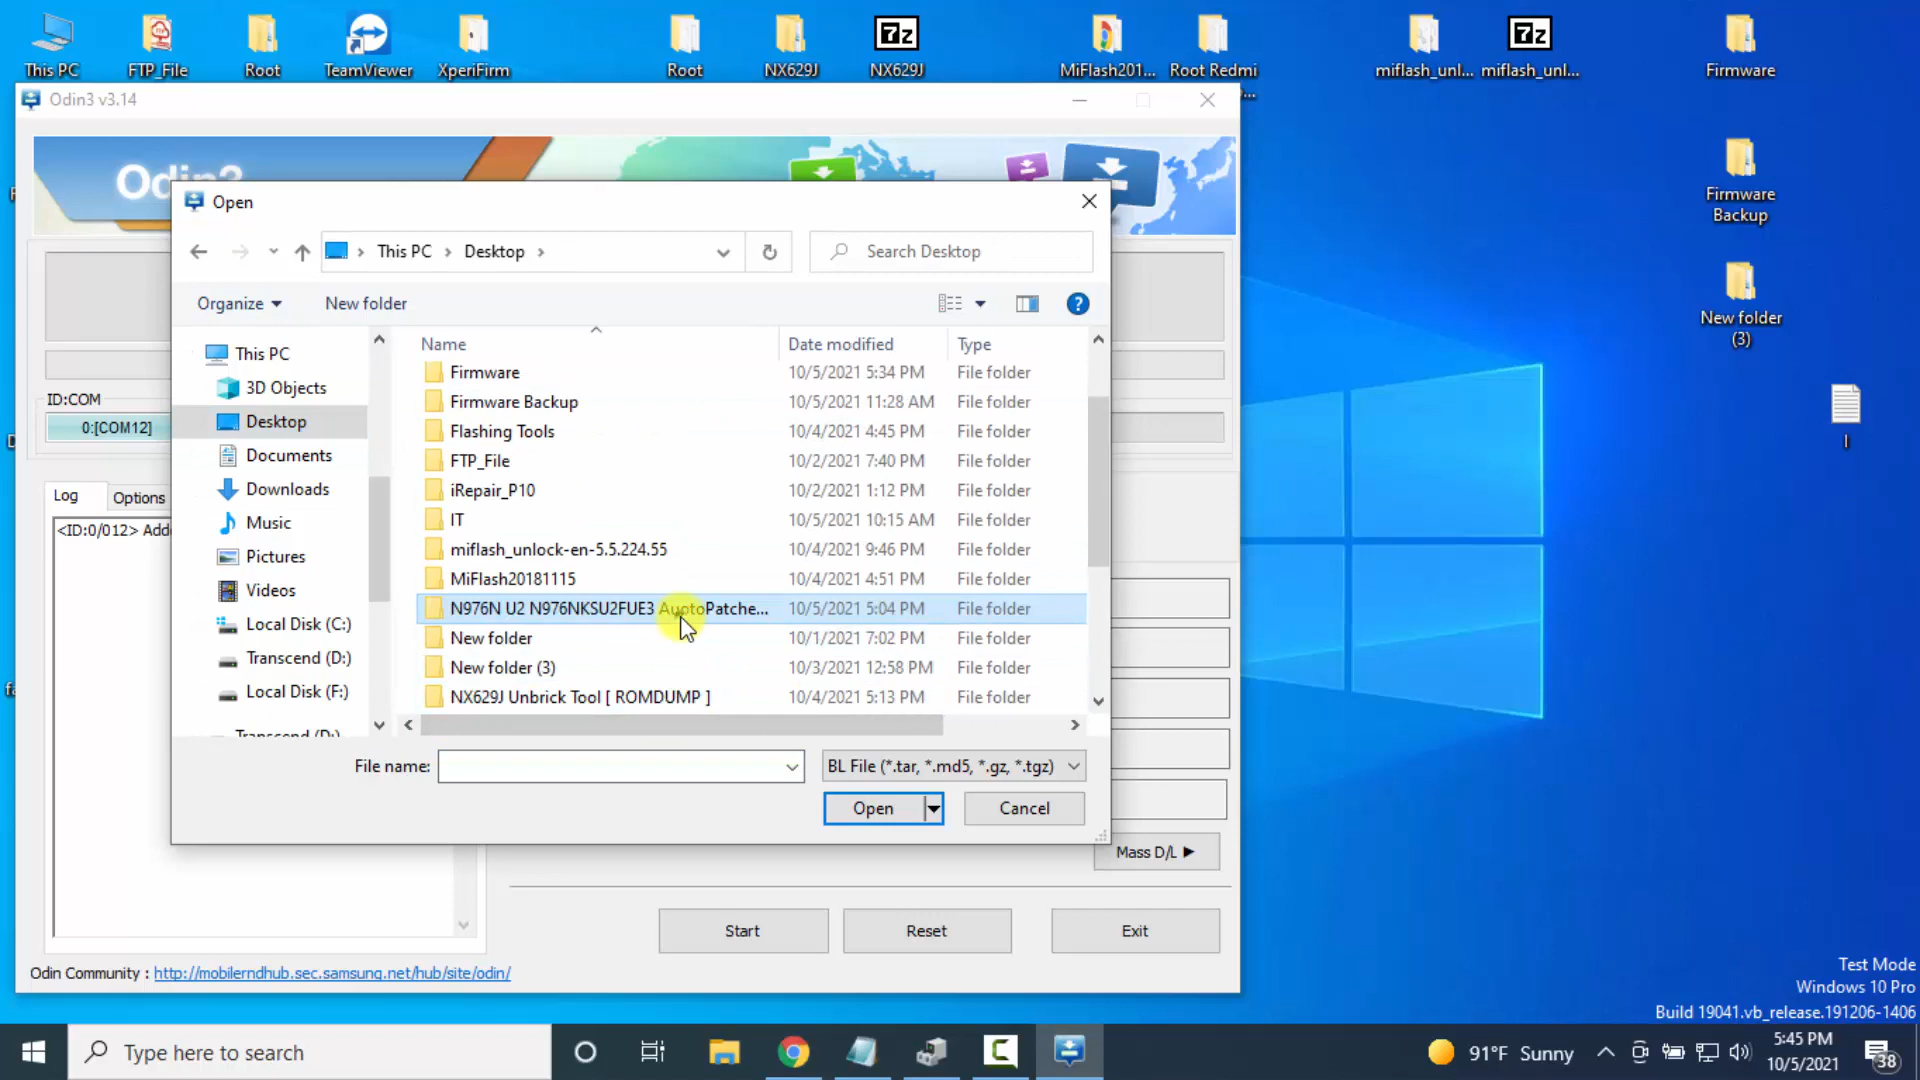 This PC
FTP_File
Root
TeamViewer
XperiFirm
Root
NX629J
NX629J
MiFlash201...
Root Redmi
...
miflash_unl...
miflash_unl...
Firmware
Odin3 v3.14
Open
This PC > Desktop >
Search Desktop
Organize
New folder
Name
Date modified
Type
This PC
3D Objects
Desktop
Documents
Downloads
Music
Pictures
Videos
Local Disk (C:)
Transcend (D:)
Local Disk (F:)
Transcend (D:)
Firmware 10/5/2021 5:34 PM File folder
Firmware Backup 10/5/2021 11:28 AM File folder
Flashing Tools 10/4/2021 4:45 PM File folder
FTP_File 10/2/2021 7:40 PM File folder
iRepair_P10 10/2/2021 1:12 PM File folder
IT 10/5/2021 10:15 AM File folder
miflash_unlock-en-5.5.224.55 10/4/2021 9:46 PM File folder
MiFlash20181115 10/4/2021 4:51 PM File folder
N976N U2 N976NKSU2FUE3 AuotoPatche... 10/5/2021 5:04 PM File folder
New folder 10/1/2021 7:02 PM File folder
New folder (3) 10/3/2021 12:58 PM File folder
NX629J Unbrick Tool [ ROMDUMP ] 10/4/2021 5:13 PM File folder
File name:
BL File (*.tar, *.md5, *.gz, *.tgz)
Open
Cancel
ID:COM
0:[COM12]
Log
Options
<ID:0/012> Adde
Mass D/L
Start
Reset
Exit
Odin Community : http://mobilerndhub.sec.samsung.net/hub/site/odin/
Firmware
Backup
New folder
(3)
l
Test Mode
Windows 10 Pro
Build 19041.vb_release.191206-1406
Type here to search
91°F Sunny
5:45 PM
10/5/2021
38